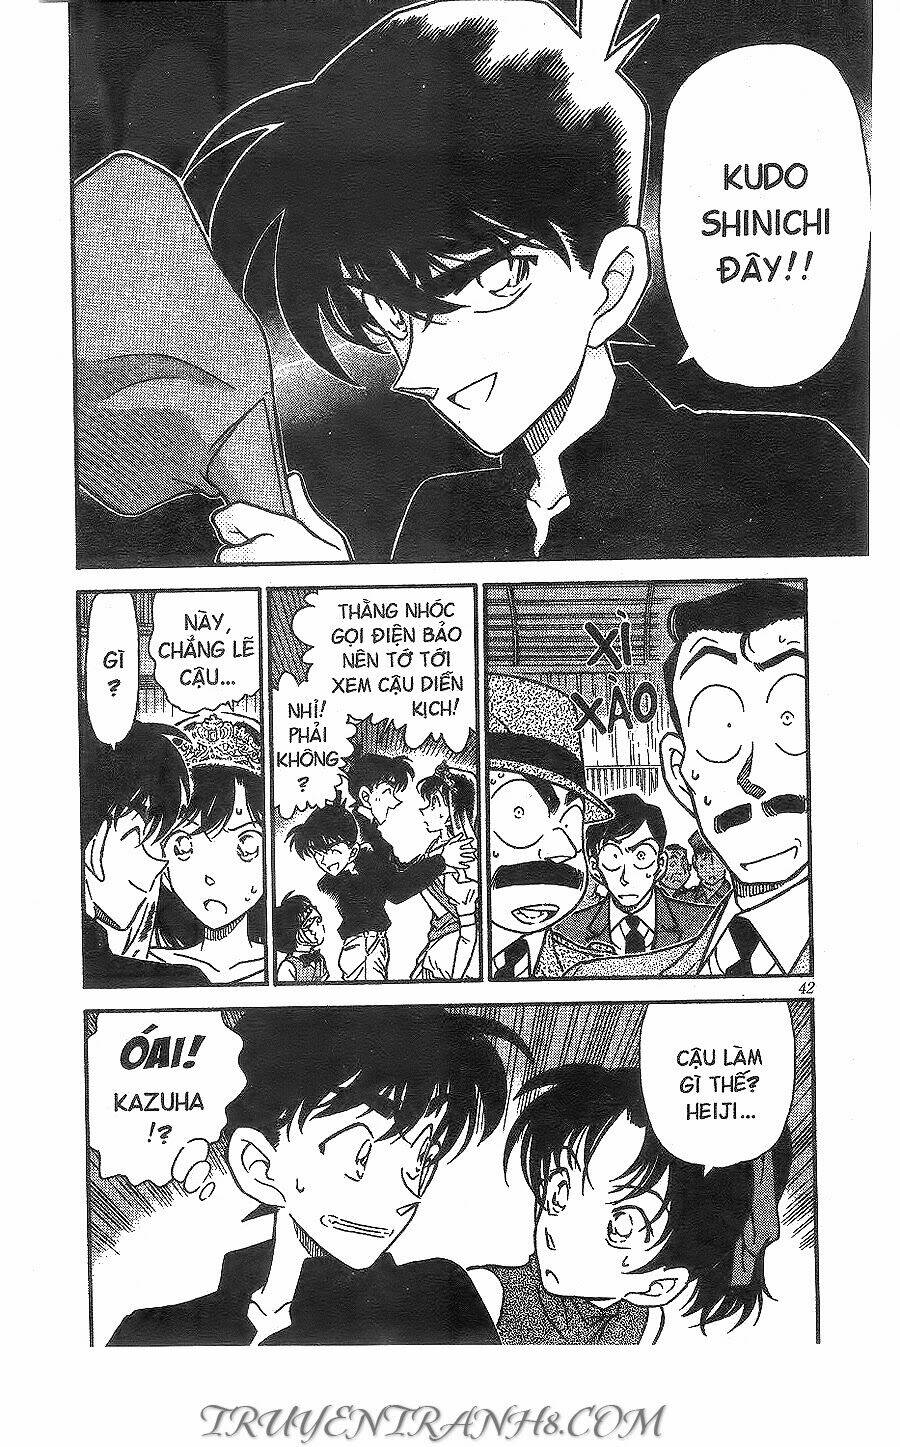 KUDO
SHINICHI
ĐÂY!!
XÌ
XÀO
THẰNG NHÓC
GỌI ĐIỆN BẢO
NÊN TỚ TỚI
XEM CẬU DIỄN
KỊCH!
NHỈ!
PHẢI
KHÔNG
?
NÀY,
CHẲNG LẼ
CẬU...
GÌ
?
42
CẬU LÀM
GÌ THẾ?
HEIJI...
ÓAI!
KAZUHA
!?
TRUYENTRANH8.COM